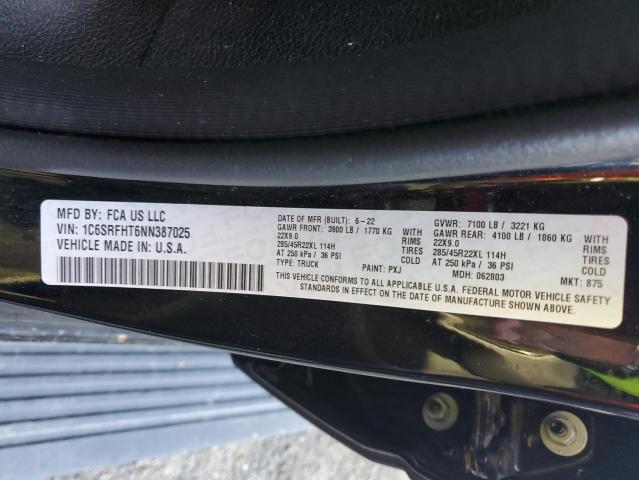 MFD BY: FCA US LLC
VIN: 1C6SRFHT6NN387025
VEHICLE MADE IN U.S.A.
DATE OF MFR (BUILT): 6-22
GAWR FRONT: 3900 LB / 1770 KG WITH
22X9.0 RIMS
285/45R22XL 114H TIRES
AT 250 kPa / 36 PSI COLD
GVWR: 7100 LB / 3221 KG
GAWR REAR: 4100 LB / 1860 KG WITH
22X9.0 RIMS
285/45R22XL 114H TIRES
AT 250 kPa / 36 PSI COLD
PAINT: PXJ MDH: 062803 MKT: 875
TYPE: TRUCK
THIS VEHICLE CONFORMS TO ALL APPLICABLE U.S.A. FEDERAL MOTOR VEHICLE SAFETY
STANDARDS IN EFFECT ON THE DATE OF MANUFACTURE SHOWN ABOVE.